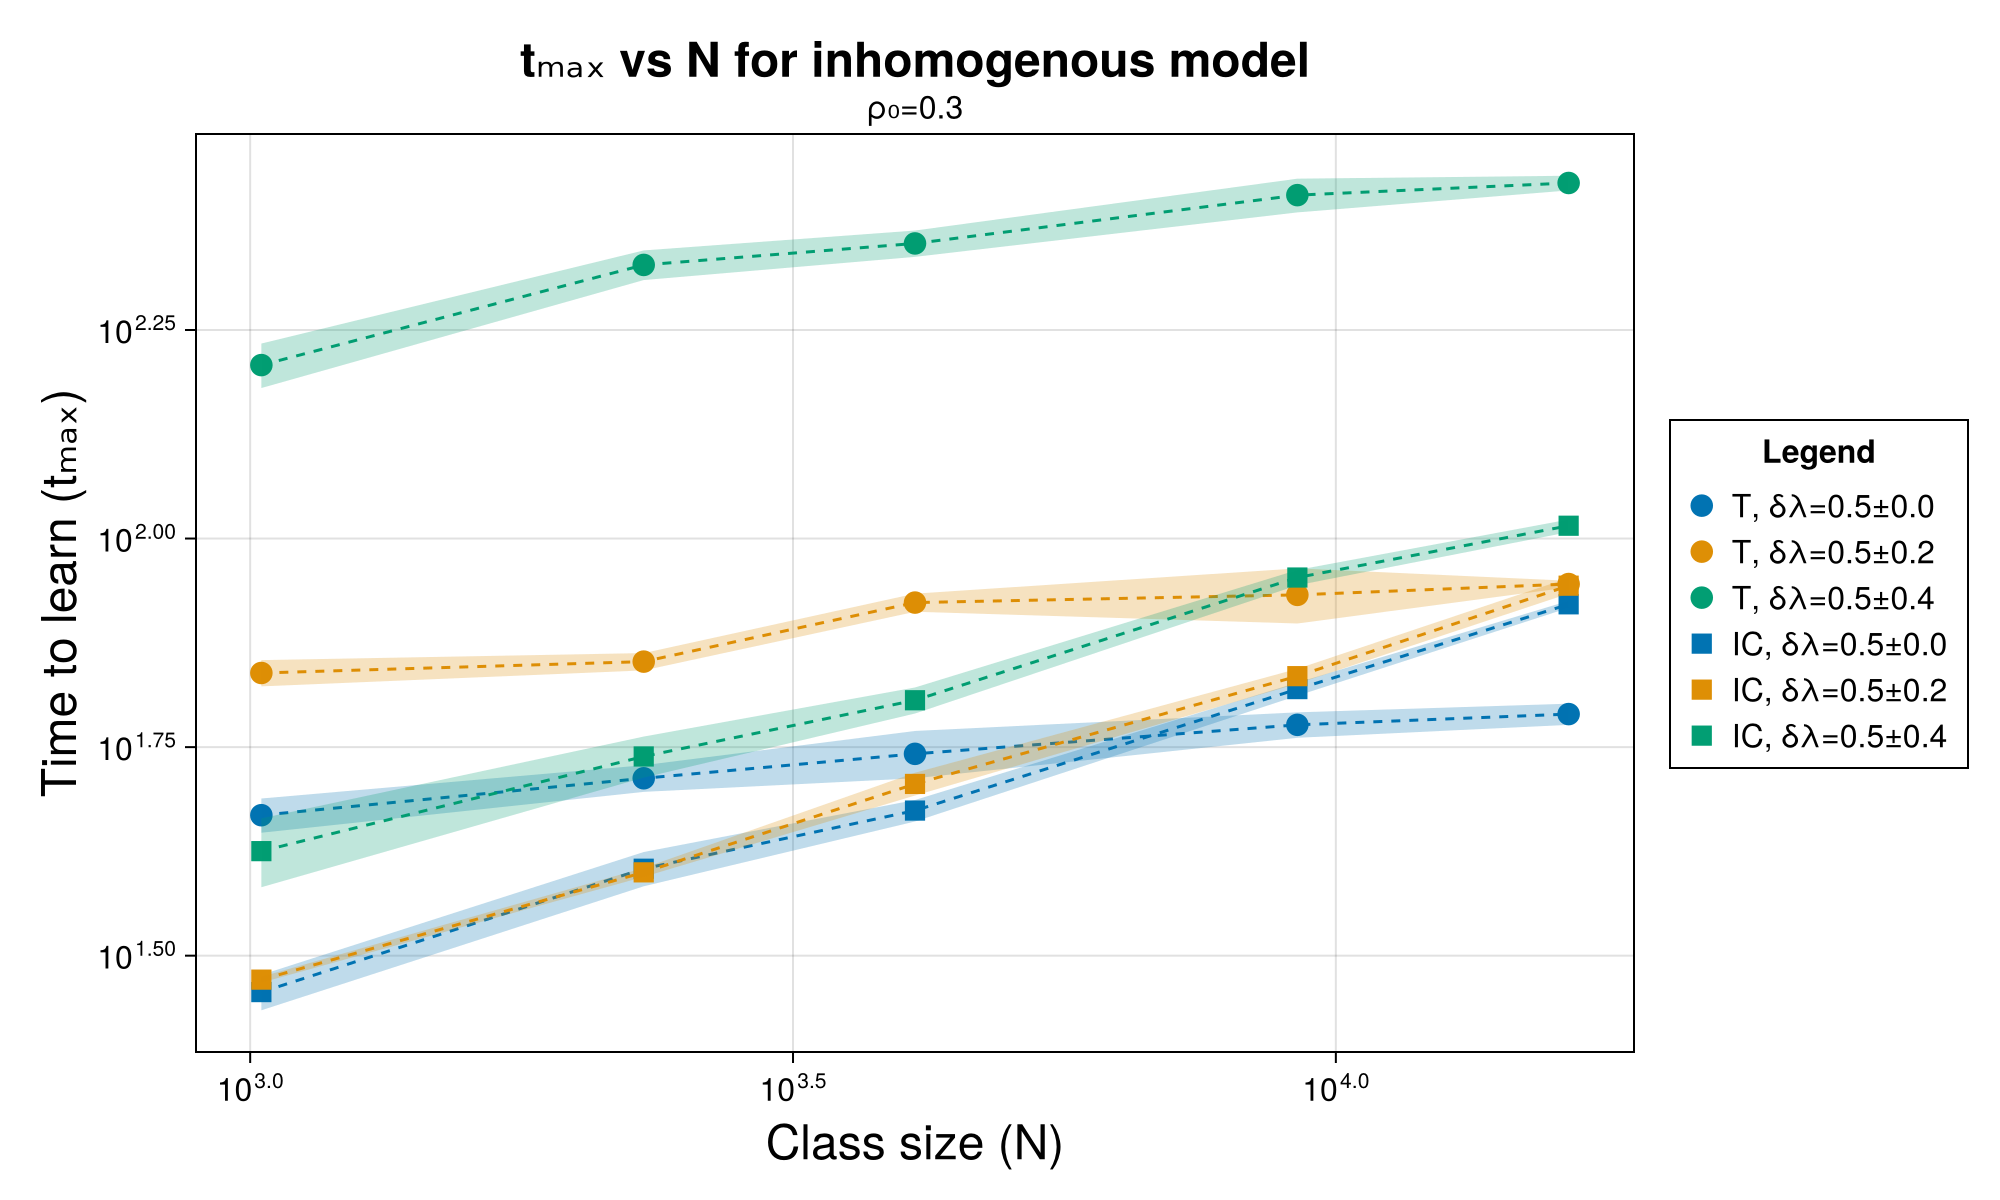 tₘₐₓ vs N for inhomogenous model
ρ₀=0.3
Time to learn (tₘₐₓ)
10^2.25
10^2.00
10^1.75
10^1.50
10^3.0
10^3.5
10^4.0
Class size (N)
Legend
T, δλ=0.5±0.0
T, δλ=0.5±0.2
T, δλ=0.5±0.4
IC, δλ=0.5±0.0
IC, δλ=0.5±0.2
IC, δλ=0.5±0.4